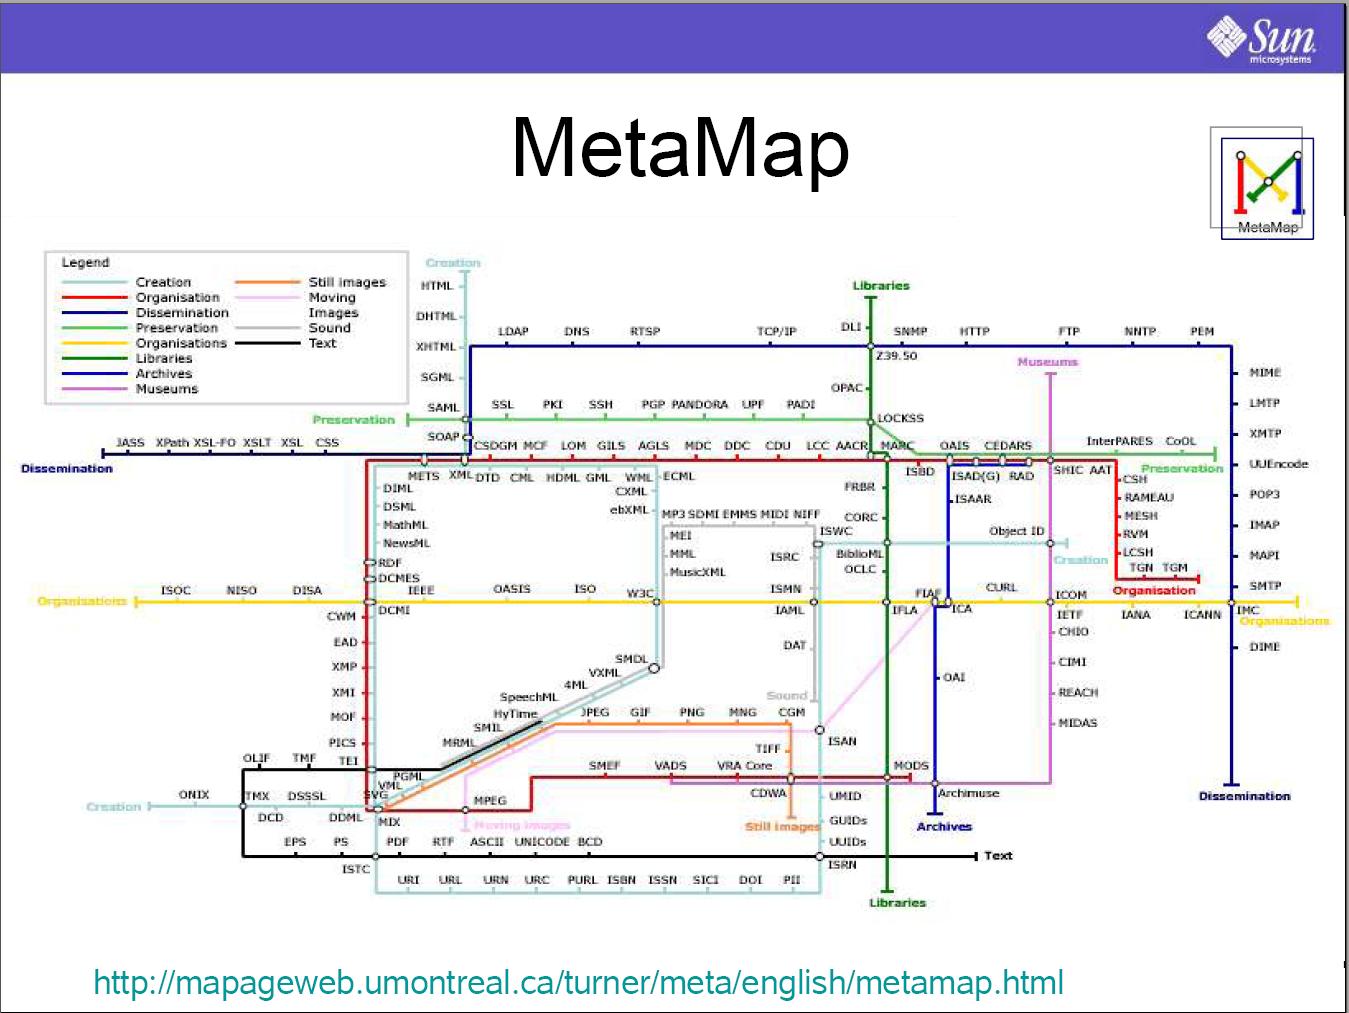 Sun
microsystems
MetaMap
MetaMap
Legend
Creation
Organisation
Dissemination
Preservation
Organisations
Libraries
Archives
Museums
Still images
Moving
Images
Sound
Text
Creation
HTML
DHTML
XHTML
SGML
SAML
SOAP
LDAP DNS RTSP TCP/IP
Libraries
DLI
SNMP HTTP FTP NNTP PEM
Z39.50
Museums
OPAC
MIME
LMTP
XMTP
UUEncode
POP3
IMAP
MAPI
SMTP
IMC
Organisations
DIME
Dissemination
Preservation
SSL PKI SSH PGP PANDORA UPF PADI
LOCKSS
InterPARES CoOL
Preservation
Dissemination
JASS XPath XSL-FO XSLT XSL CSS
CSDGM MCF LOM GILS AGLS MDC DDC CDU LCC AACR MARC
OAIS CEDARS
ISBD
ISAD(G) RAD
SHIC AAT
METS XML DTD CML HDML GML WML ECML
CXML
ebXML
DIML
DSML
MathML
NewsML
RDF
DCMES
MP3 SDMI EMMS MIDI NIFF
MEI
MML
MusicXML
ISWC
ISRC
ISMN
IAML
DAT
Sound
FRBR
CORC
BiblioML
OCLC
ISAAR
Object ID
Creation
CSH
RAMEAU
MESH
RVM
LCSH
TGN TGM
Organisation
Organisations
ISOC NISO DISA
DCMI
IEEE OASIS ISO W3C
IFLA
FIAF
ICA
CURL
ICOM
IETF IANA ICANN
CHIO
CIMI
REACH
MIDAS
OAI
CWM
EAD
XMP
XMI
MOF
PICS
TEI
SMDL
VXML
4ML
SpeechML
HyTime
SMIL
MRML
PGML
VML
SVG
MIX
JPEG GIF PNG MNG CGM
TIFF
ISAN
SMEF VADS VRA Core
MODS
CDWA
Still images
MPEG
Moving images
UMID
GUIDs
UUIDs
ISRN
Archimuse
Archives
OLIF TMF
Creation
ONIX
TMX DSSSL
DCD DDML
EPS PS PDF RTF ASCII UNICODE BCD
Text
ISTC
URI URL URN URC PURL ISBN ISSN SICI DOI PII
Libraries
http://mapageweb.umontreal.ca/turner/meta/english/metamap.html